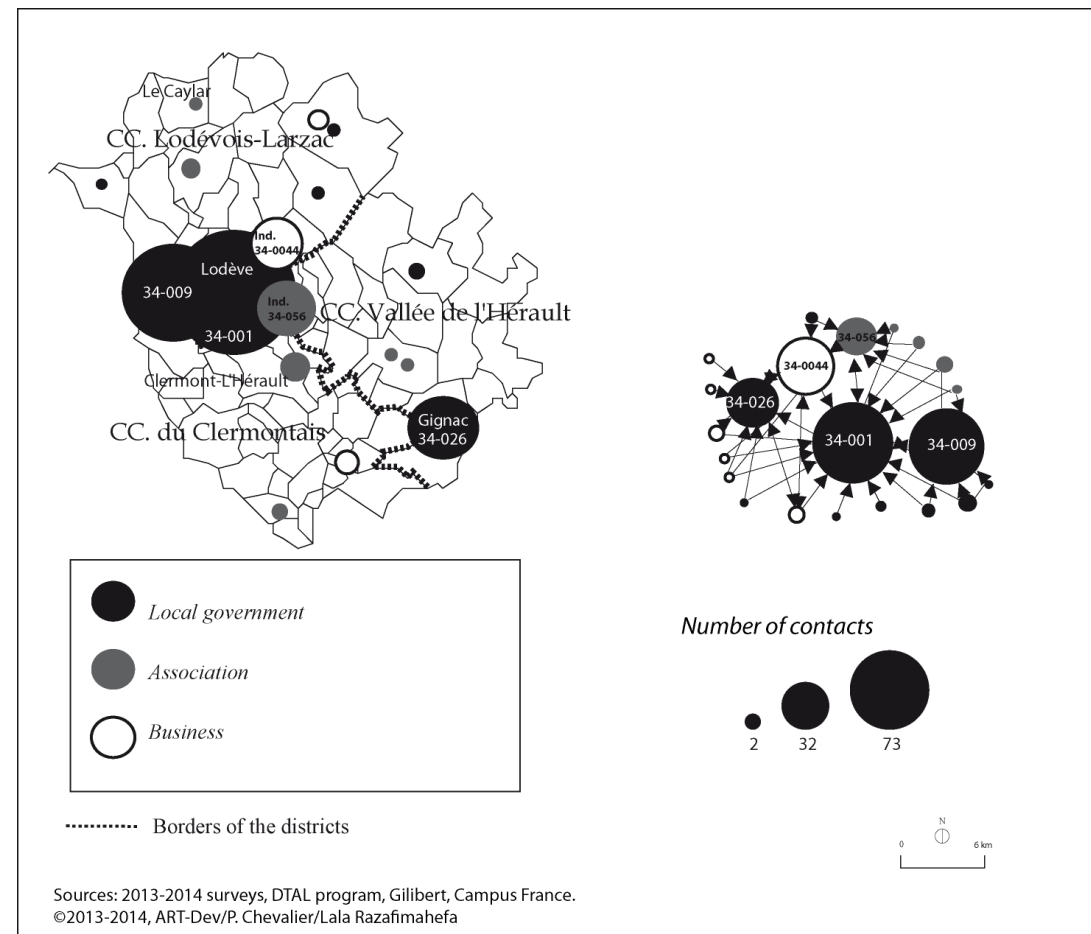 Le Caylar
CC. Lodévois-Larzac
Ind.
34-0044
Lodève
34-009
Ind.
34-056
CC. Vallée de l'Hérault
34-001
Clermont-L'Hérault
Gignac
34-026
CC. du Clermontais
34-056
34-0044
34-026
34-001
34-009
Local government
Association
Business
Number of contacts
2
32
73
Borders of the districts
N
0
6 km
Sources: 2013-2014 surveys, DTAL program, Gilibert, Campus France.
©2013-2014, ART-Dev/P. Chevalier/Lala Razafimahefa